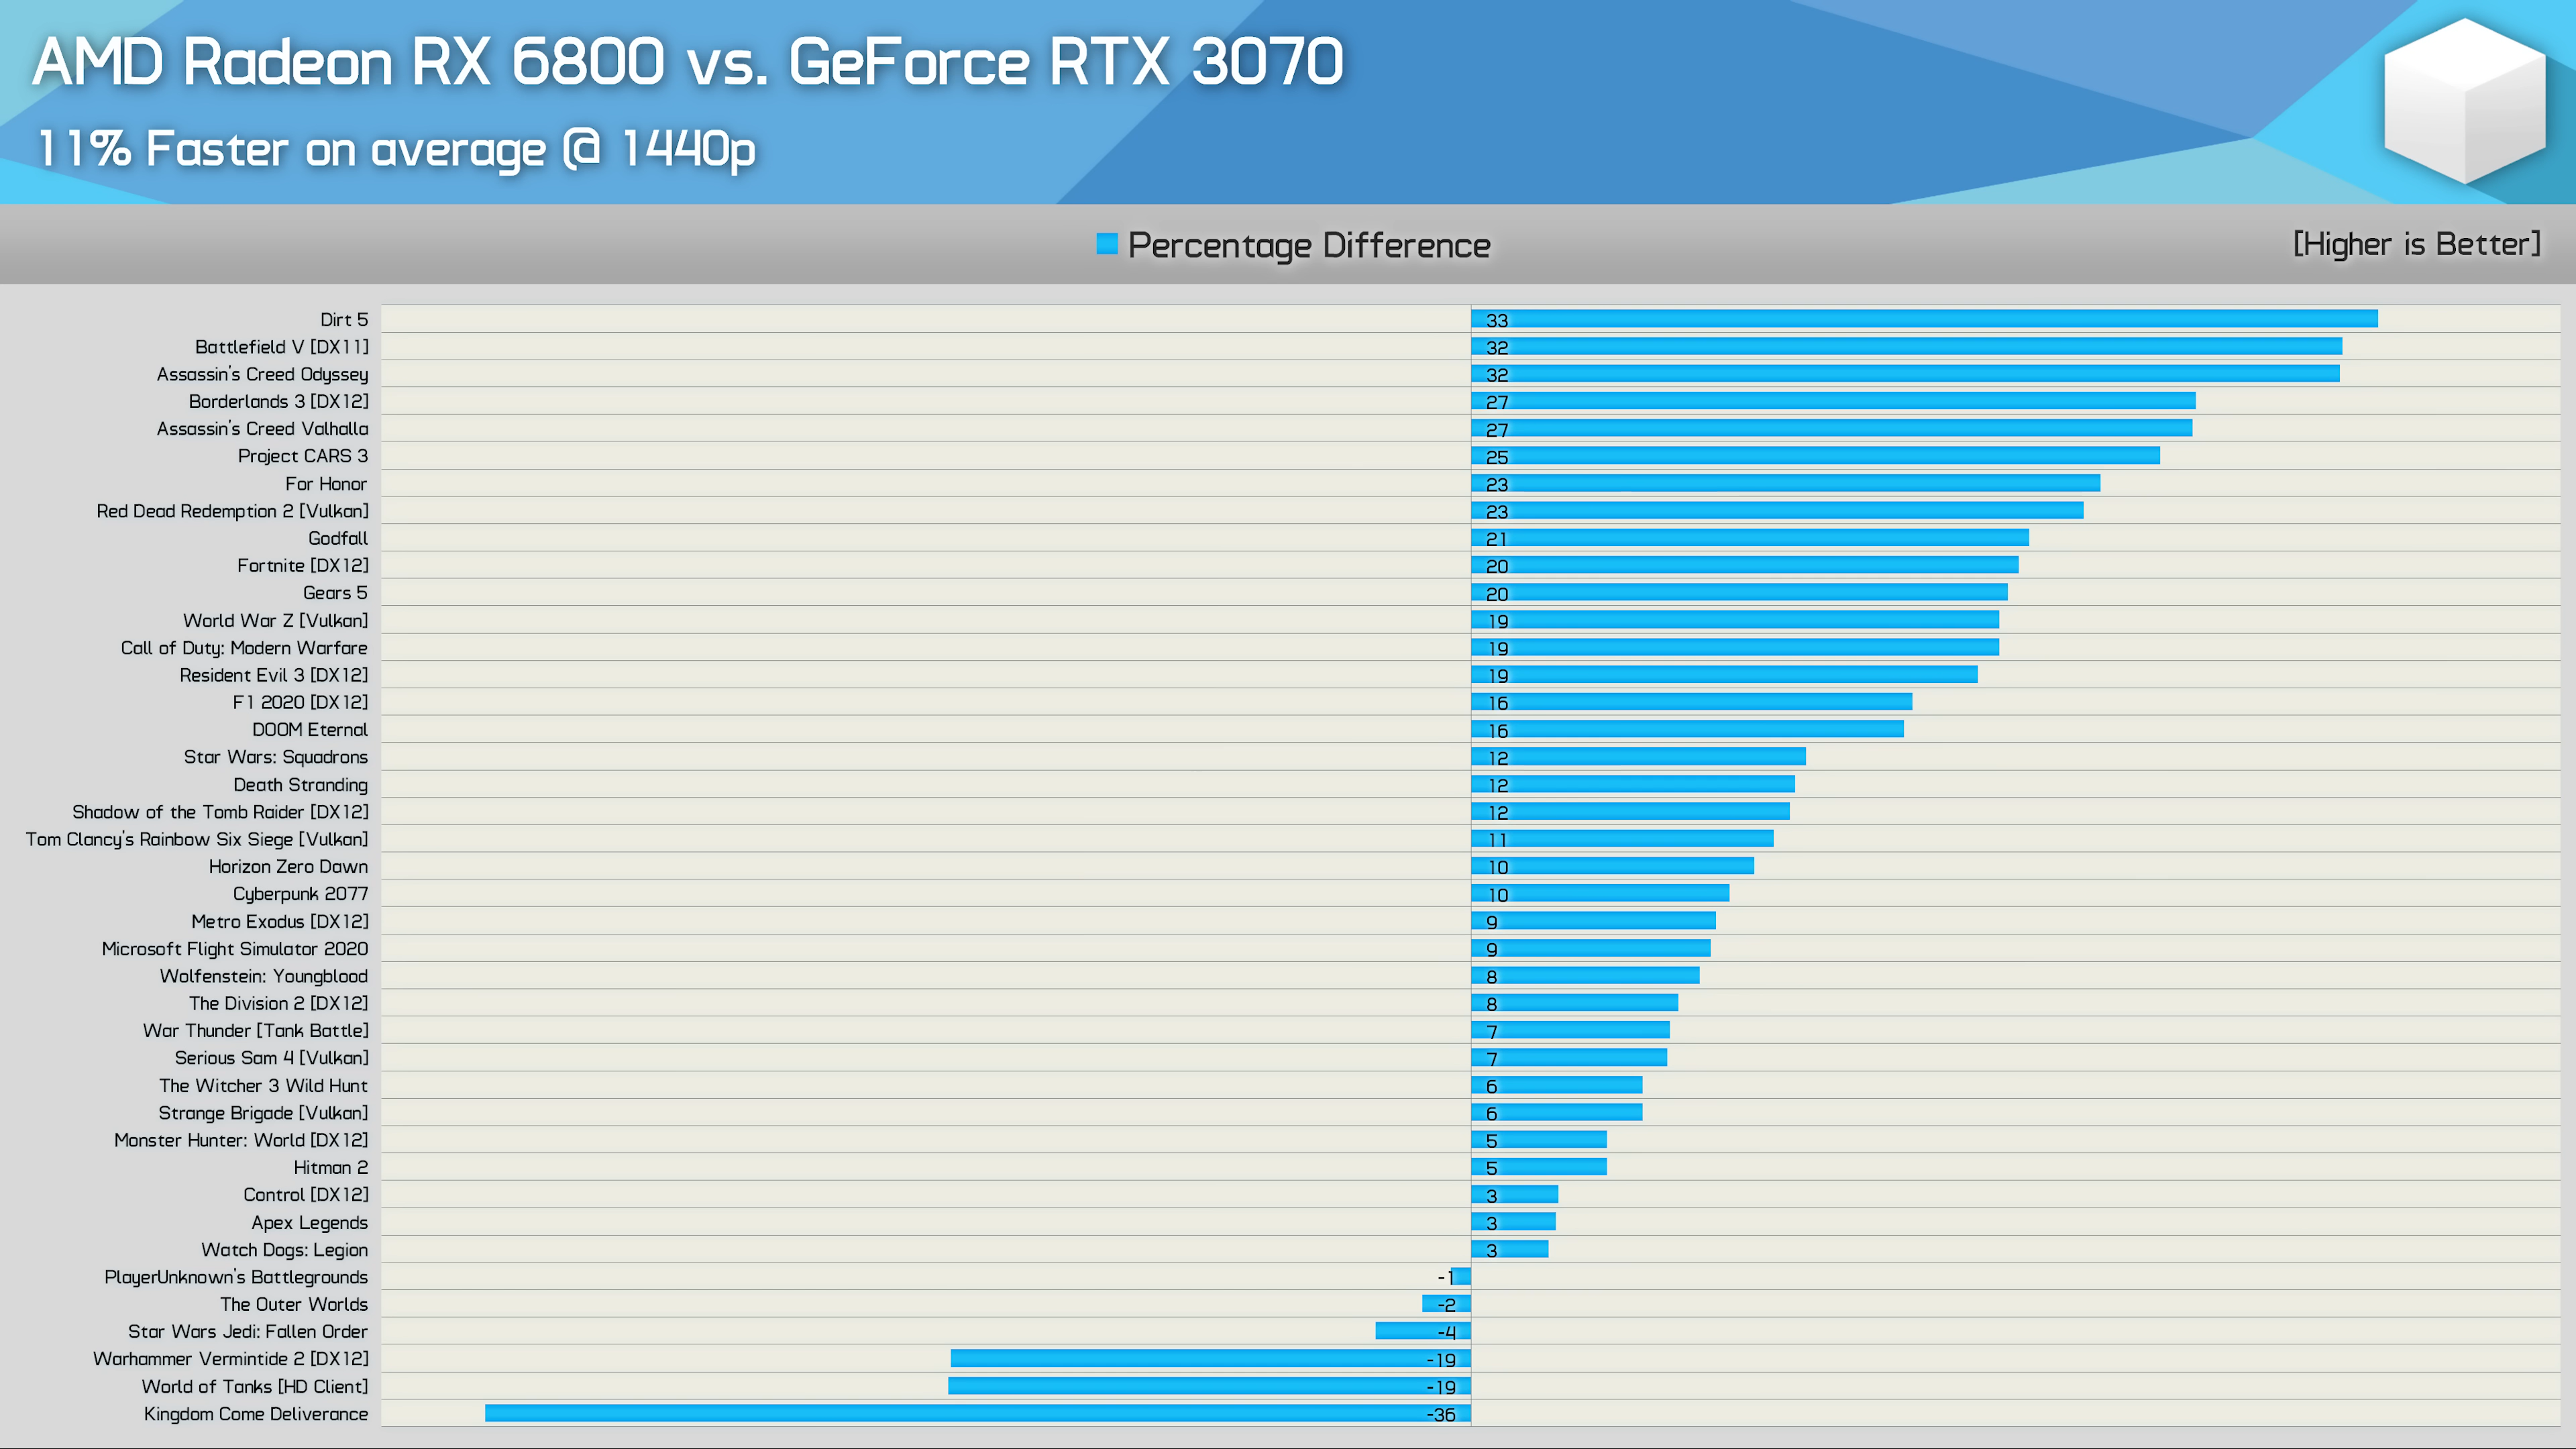 AMD Radeon RX 6800 vs. GeForce RTX 3070
11% Faster on average @ 1440p
Percentage Difference
[Higher is Better]
Dirt 5 33
Battlefield V [DX11] 32
Assassin's Creed Odyssey 32
Borderlands 3 [DX12] 27
Assassin's Creed Valhalla 27
Project CARS 3 25
For Honor 23
Red Dead Redemption 2 [Vulkan] 23
Godfall 21
Fortnite [DX12] 20
Gears 5 20
World War Z [Vulkan] 19
Call of Duty: Modern Warfare 19
Resident Evil 3 [DX12] 19
F1 2020 [DX12] 16
DOOM Eternal 16
Star Wars: Squadrons 12
Death Stranding 12
Shadow of the Tomb Raider [DX12] 12
Tom Clancy's Rainbow Six Siege [Vulkan] 11
Horizon Zero Dawn 10
Cyberpunk 2077 10
Metro Exodus [DX12] 9
Microsoft Flight Simulator 2020 9
Wolfenstein: Youngblood 8
The Division 2 [DX12] 8
War Thunder [Tank Battle] 7
Serious Sam 4 [Vulkan] 7
The Witcher 3 Wild Hunt 6
Strange Brigade [Vulkan] 6
Monster Hunter: World [DX12] 5
Hitman 2 5
Control [DX12] 3
Apex Legends 3
Watch Dogs: Legion 3
PlayerUnknown's Battlegrounds -1
The Outer Worlds -2
Star Wars Jedi: Fallen Order -4
Warhammer Vermintide 2 [DX12] -19
World of Tanks [HD Client] -19
Kingdom Come Deliverance -36